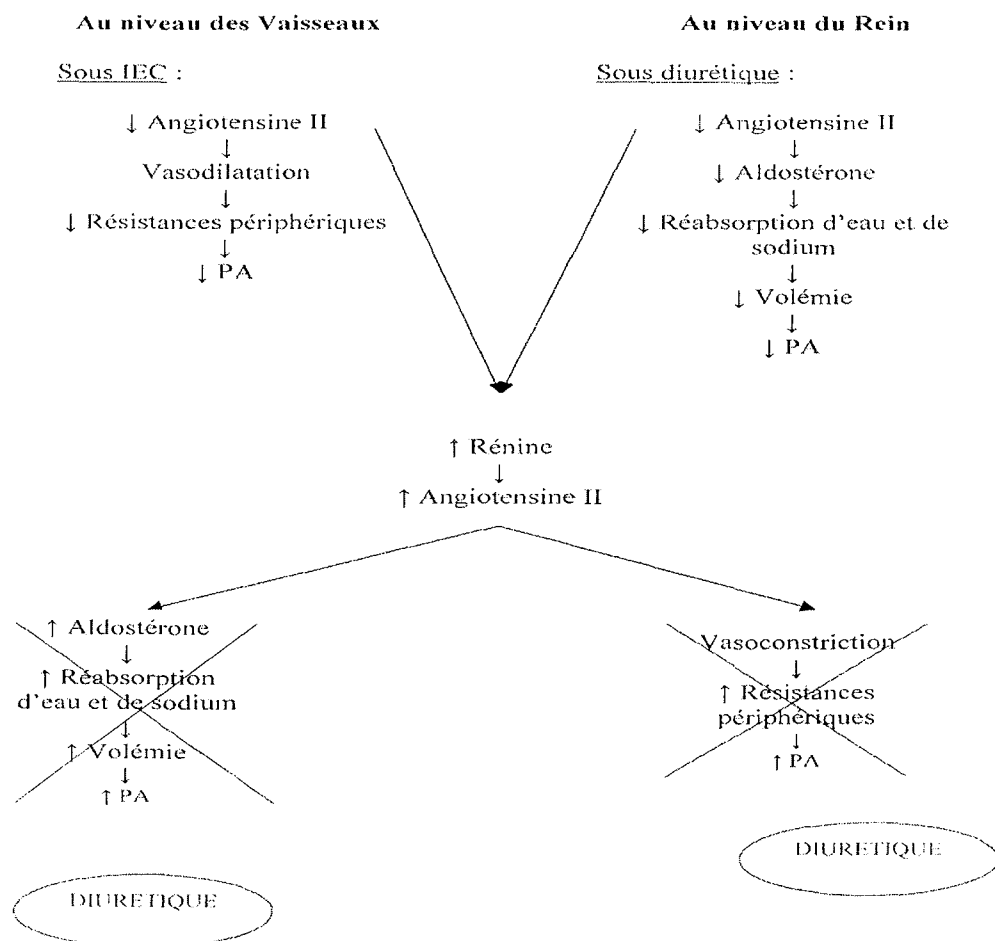 Au niveau des Vaisseaux
Au niveau du Rein
Sous IEC :
Sous diurétique :
↓ Angiotensine II
↓
Vasodilatation
↓
↓ Résistances périphériques
↓
↓ PA
↓ Angiotensine II
↓
↓ Aldostérone
↓
↓ Réabsorption d'eau et de
sodium
↓
↓ Volémie
↓
↓ PA
↑ Rénine
↓
↑ Angiotensine II
↑ Aldostérone
↓
↑ Réabsorption
d'eau et de sodium
↓
↑ Volémie
↓
↑ PA
Vasoconstriction
↓
↑ Résistances
périphériques
↓
↑ PA
DIURETIQUE
DIURETIQUE